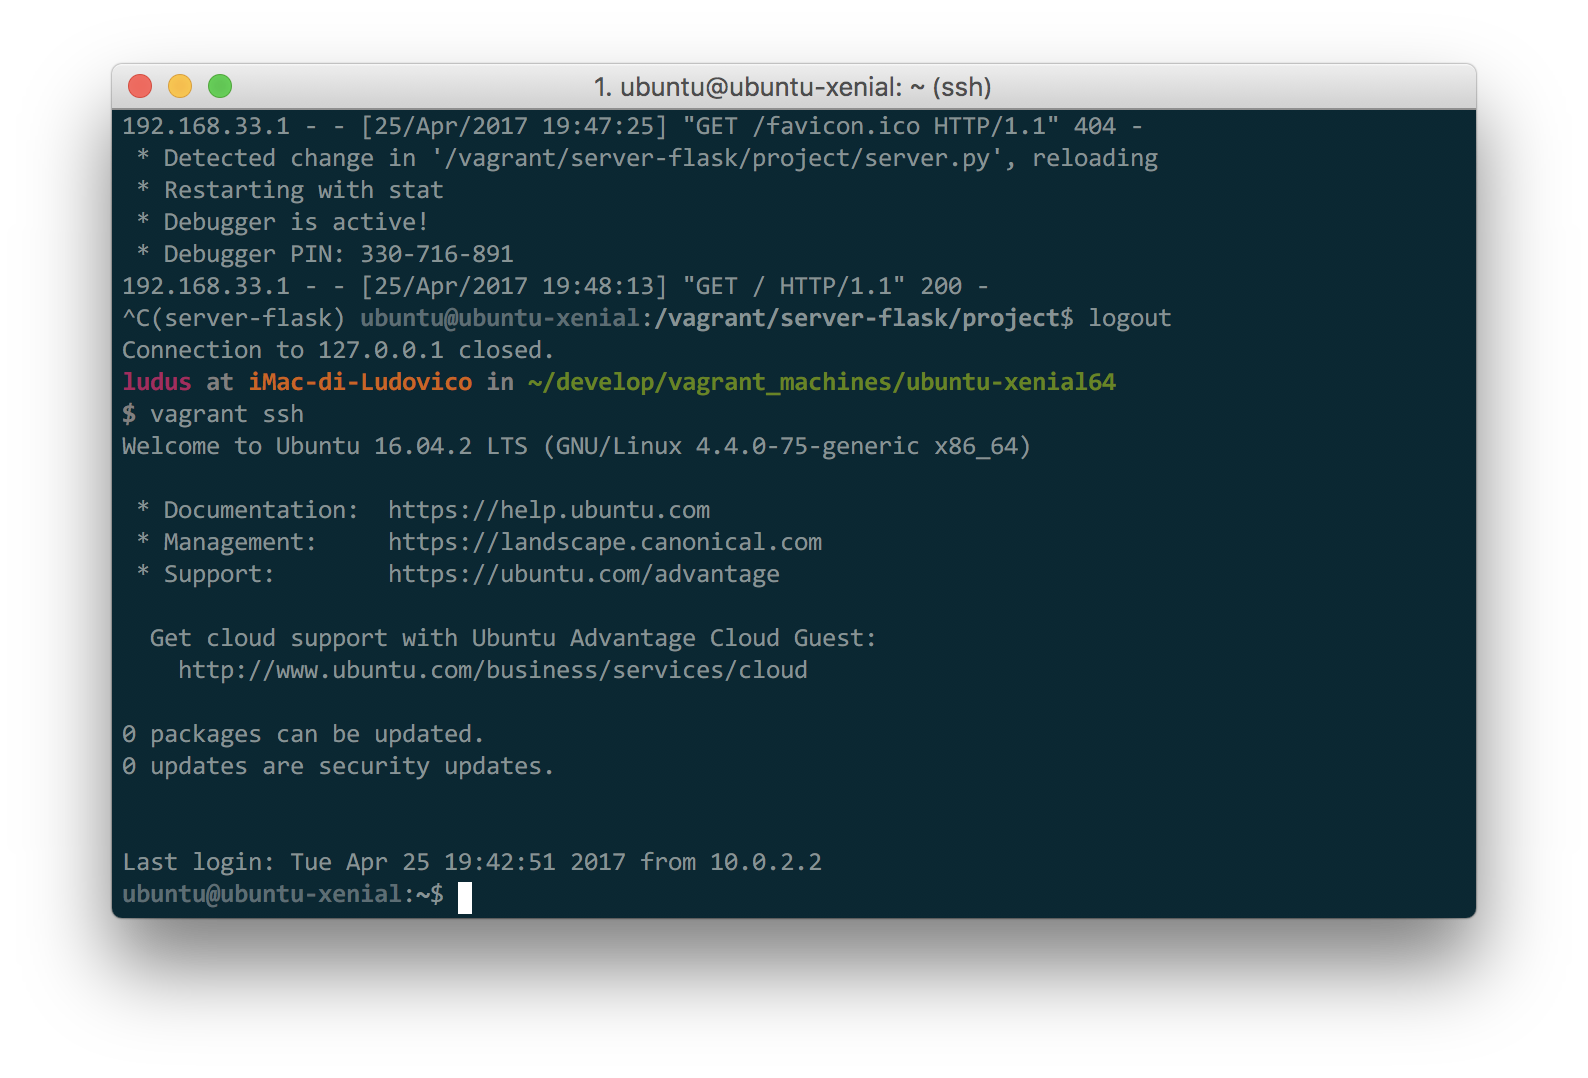 1. ubuntu@ubuntu-xenial: ~ (ssh)
192.168.33.1 - - [25/Apr/2017 19:47:25] "GET /favicon.ico HTTP/1.1" 404 -
 * Detected change in '/vagrant/server-flask/project/server.py', reloading
 * Restarting with stat
 * Debugger is active!
 * Debugger PIN: 330-716-891
192.168.33.1 - - [25/Apr/2017 19:48:13] "GET / HTTP/1.1" 200 -
^C(server-flask) ubuntu@ubuntu-xenial:/vagrant/server-flask/project$ logout
Connection to 127.0.0.1 closed.
ludus at iMac-di-Ludovico in ~/develop/vagrant_machines/ubuntu-xenial64
$ vagrant ssh
Welcome to Ubuntu 16.04.2 LTS (GNU/Linux 4.4.0-75-generic x86_64)
 * Documentation:  https://help.ubuntu.com
 * Management:     https://landscape.canonical.com
 * Support:        https://ubuntu.com/advantage
  Get cloud support with Ubuntu Advantage Cloud Guest:
    http://www.ubuntu.com/business/services/cloud
0 packages can be updated.
0 updates are security updates.
Last login: Tue Apr 25 19:42:51 2017 from 10.0.2.2
ubuntu@ubuntu-xenial:~$